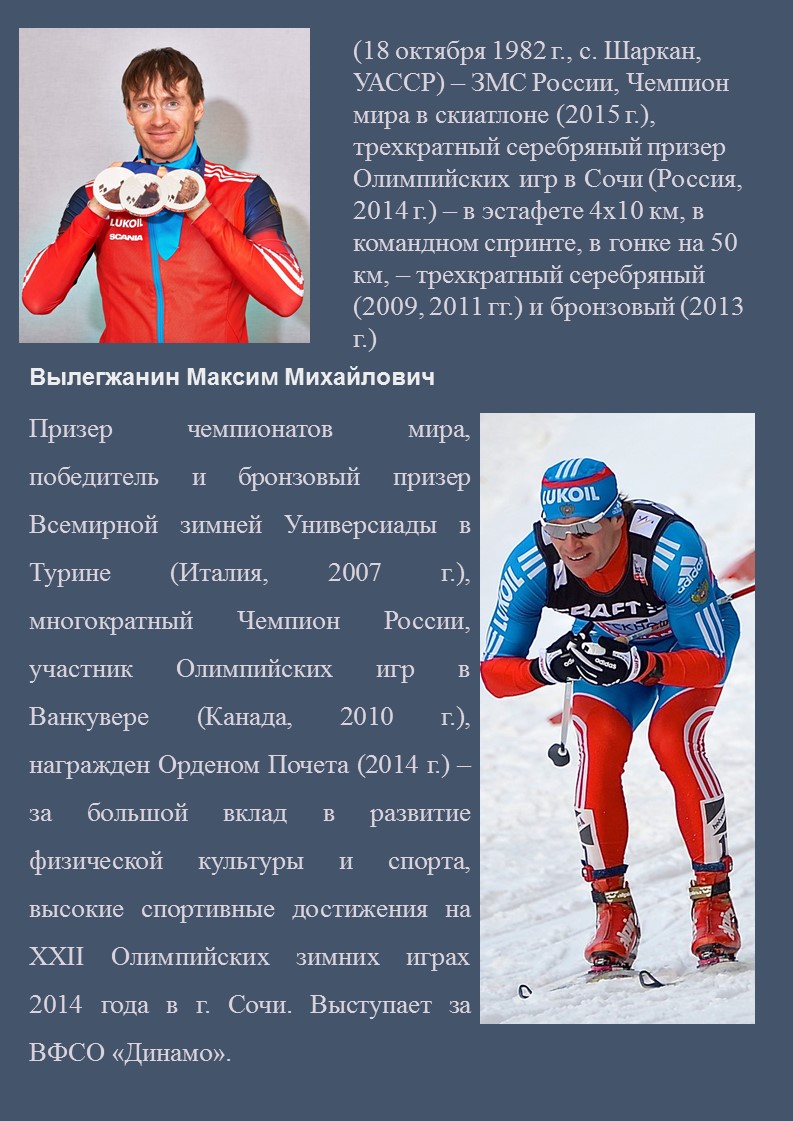 (18 октября 1982 г., с. Шаркан,
УАССР) – ЗМС России, Чемпион
мира в скиатлоне (2015 г.),
трехкратный серебряный призер
Олимпийских игр в Сочи (Россия,
2014 г.) – в эстафете 4х10 км, в
командном спринте, в гонке на 50
км, – трехкратный серебряный
(2009, 2011 гг.) и бронзовый (2013
г.)
LUKOIL
SCANIA
Вылегжанин Максим Михайлович
Призер чемпионатов мира,
победитель и бронзовый призер
Всемирной зимней Универсиады в
Турине (Италия, 2007 г.),
многократный Чемпион России,
участник Олимпийских игр в
Ванкувере (Канада, 2010 г.),
награжден Орденом Почета (2014 г.) –
за большой вклад в развитие
физической культуры и спорта,
высокие спортивные достижения на
XXII Олимпийских зимних играх
2014 года в г. Сочи. Выступает за
ВФСО «Динамо».
LUKOIL
LUKOIL
adidas
adidas